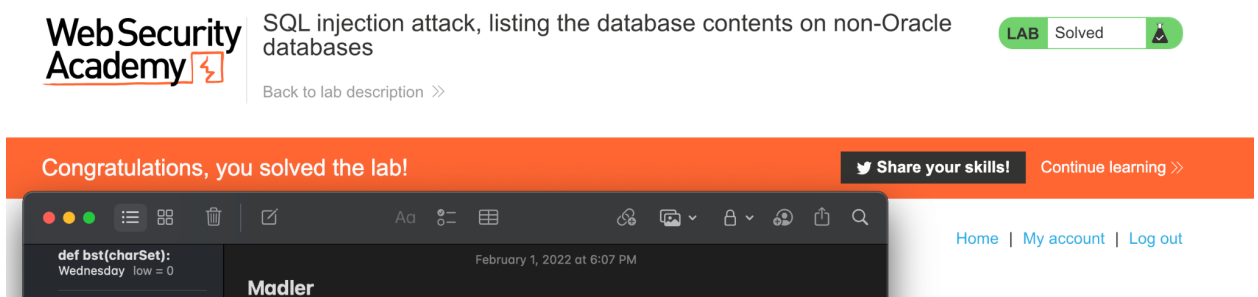 Web Security
Academy
SQL injection attack, listing the database contents on non-Oracle
databases
Back to lab description
LAB Solved
Congratulations, you solved the lab!
Share your skills!
Continue learning
Aa
Home | My account | Log out
def bst(charSet):
Wednesday low = 0
February 1, 2022 at 6:07 PM
Madler